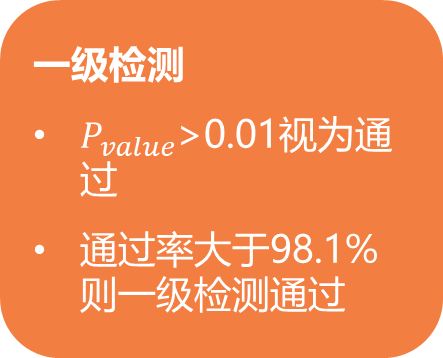 一级检测
• P_value>0.01视为通
过
• 通过率大于98.1%
则一级检测通过